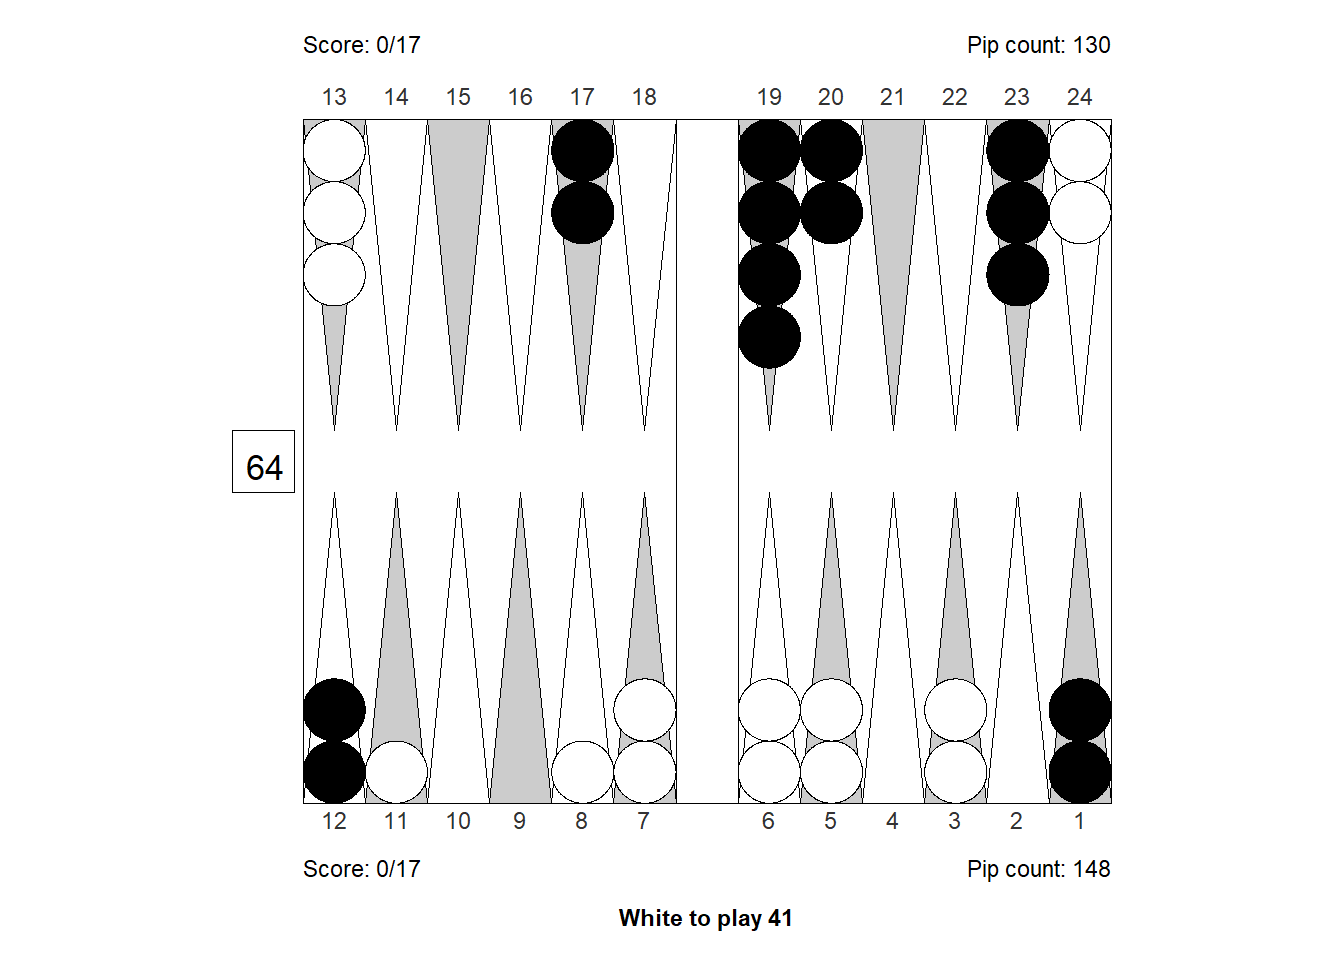 Score: 0/17 Pip count: 130
13 14 15 16 17 18 19 20 21 22 23 24
64
12 11 10 9 8 7 6 5 4 3 2 1
Score: 0/17 Pip count: 148
White to play 41